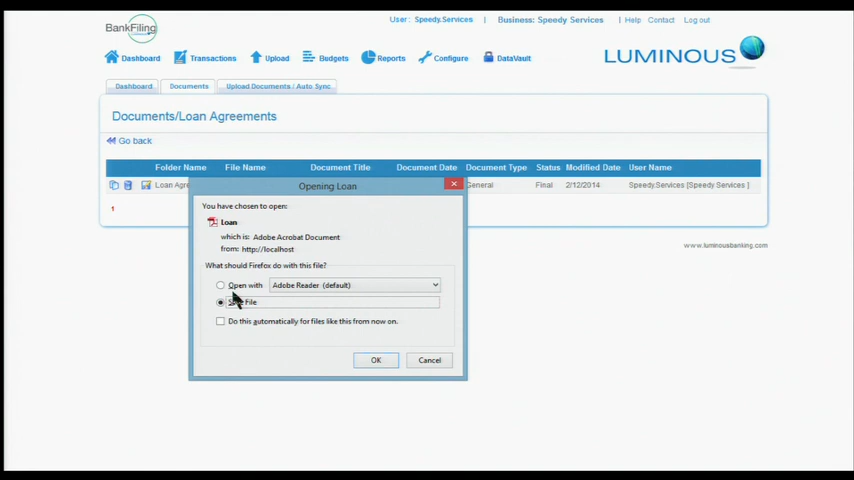 User : Speedy.Services | Business: Speedy Services | Help Contact Log out
BankFiling
Dashboard Transactions Upload Budgets Reports Configure DataVault
LUMINOUS
Dashboard Documents Upload Documents / Auto Sync
Documents/Loan Agreements
Go back
Folder Name File Name Document Title Document Date Document Type Status Modified Date User Name
Loan Agre General Final 2/12/2014 Speedy.Services [Speedy Services ]
Opening Loan
1
You have chosen to open:
Loan
which is: Adobe Acrobat Document
from: http://localhost
www.luminousbanking.com
What should Firefox do with this file?
Open with Adobe Reader (default)
File
Do this automatically for files like this from now on.
OK Cancel